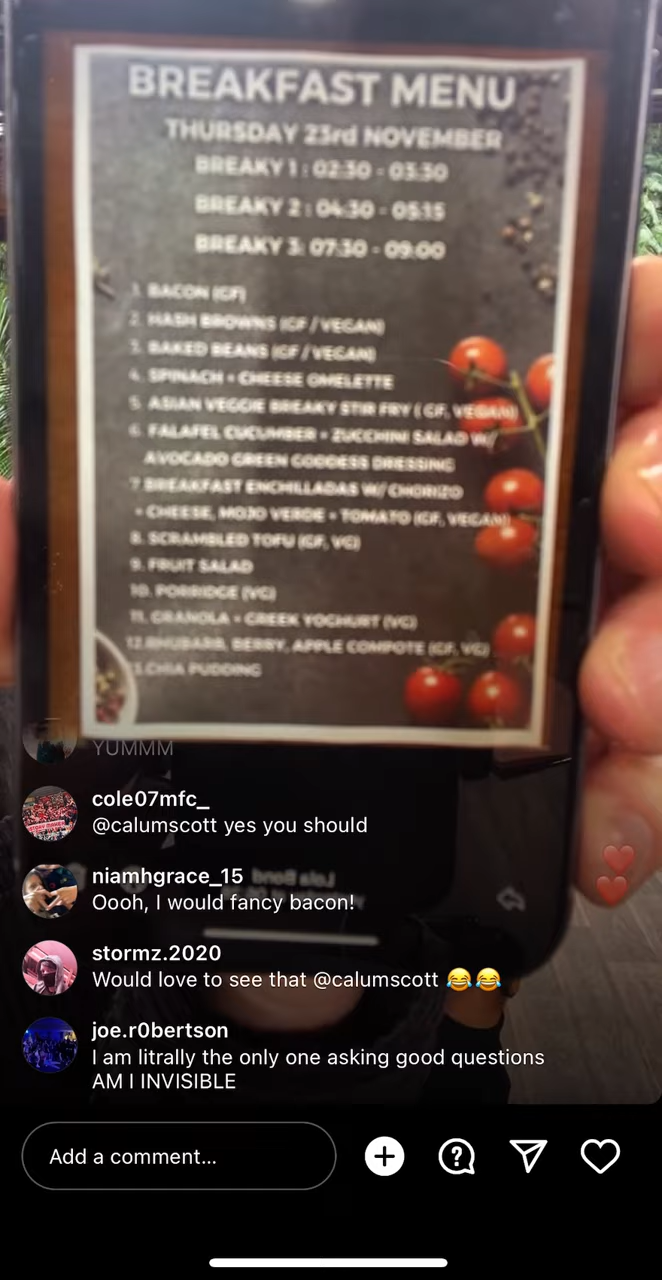 BREAKFAST MENU
THURSDAY 23rd NOVEMBER
BREAKY 1 : 02:30 - 03:30
BREAKY 2 : 04:30 - 05:15
BREAKY 3: 07:30 - 09:00
1. BACON (GF)
2. HASH BROWNS (GF / VEGAN)
3. BAKED BEANS (GF / VEGAN)
4. SPINACH + CHEESE OMELETTE
5. ASIAN VEGGIE BREAKY STIR FRY ( GF, VEGAN)
6. FALAFEL CUCUMBER + ZUCCHINI SALAD W/
AVOCADO GREEN GODDESS DRESSING
7 BREAKFAST ENCHILLADAS W/ CHORIZO
+ CHEESE, MOJO VERDE + TOMATO (GF, VEGAN)
8. SCRAMBLED TOFU (GF, VG)
9. FRUIT SALAD
10. PORRIDGE (VG)
11. GRANOLA + GREEK YOGHURT (VG)
12.RHUBARB, BERRY, APPLE COMPOTE (GF, VG)
13.CHIA PUDDING
YUMMM
cole07mfc_
@calumscott yes you should
niamhgrace_15
Oooh, I would fancy bacon!
stormz.2020
Would love to see that @calumscott 😂😂
joe.r0bertson
I am litrally the only one asking good questions
AM I INVISIBLE
Add a comment...